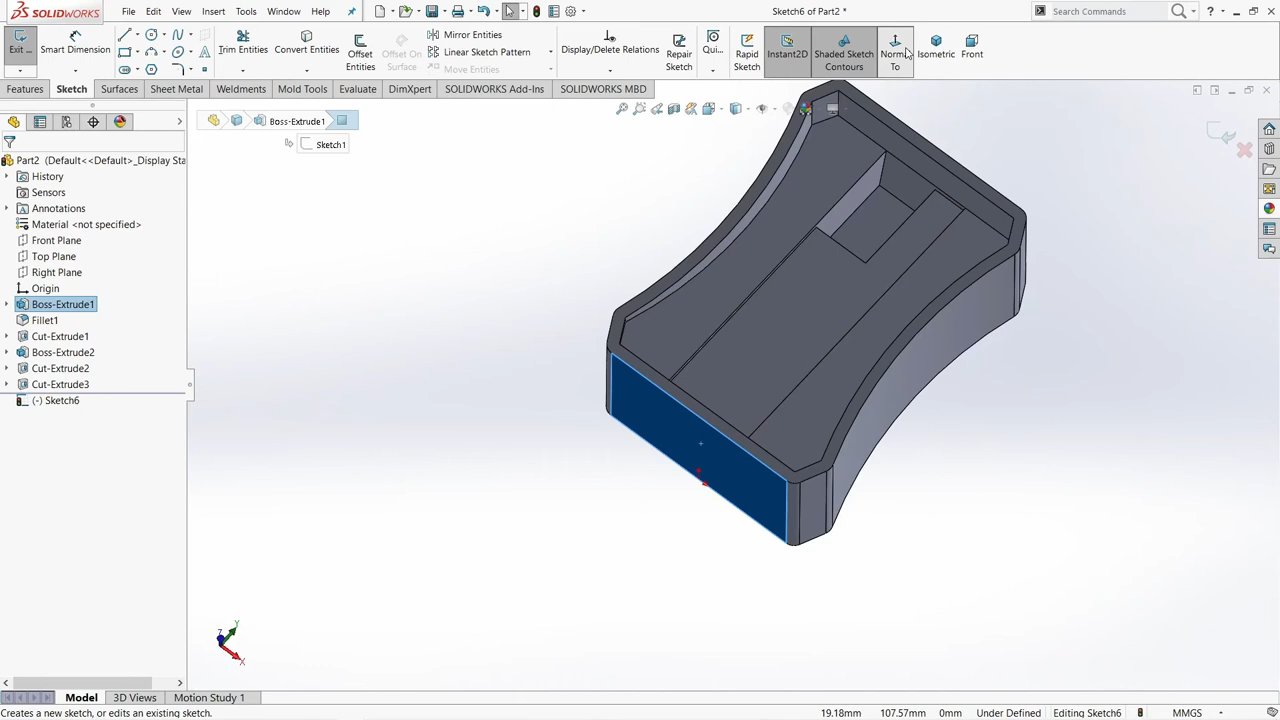 SOLIDWORKS
File
Edit
View
Insert
Tools
Window
Help
Sketch6 of Part2 *
Search Commands
Exit ...
Smart Dimension
Trim Entities
Convert Entities
Offset Entities
Offset On Surface
Mirror Entities
Linear Sketch Pattern
Move Entities
Display/Delete Relations
Repair Sketch
Qui...
Rapid Sketch
Instant2D
Shaded Sketch Contours
Normal To
Isometric
Front
Features
Sketch
Surfaces
Sheet Metal
Weldments
Mold Tools
Evaluate
DimXpert
SOLIDWORKS Add-Ins
SOLIDWORKS MBD
Boss-Extrude1
Sketch1
Part2 (Default<<Default>_Display Sta
History
Sensors
Annotations
Material <not specified>
Front Plane
Top Plane
Right Plane
Origin
Boss-Extrude1
Fillet1
Cut-Extrude1
Boss-Extrude2
Cut-Extrude2
Cut-Extrude3
(-) Sketch6
Z
Y
X
Model
3D Views
Motion Study 1
Creates a new sketch, or edits an existing sketch.
19.18mm
107.57mm
0mm
Under Defined
Editing Sketch6
MMGS